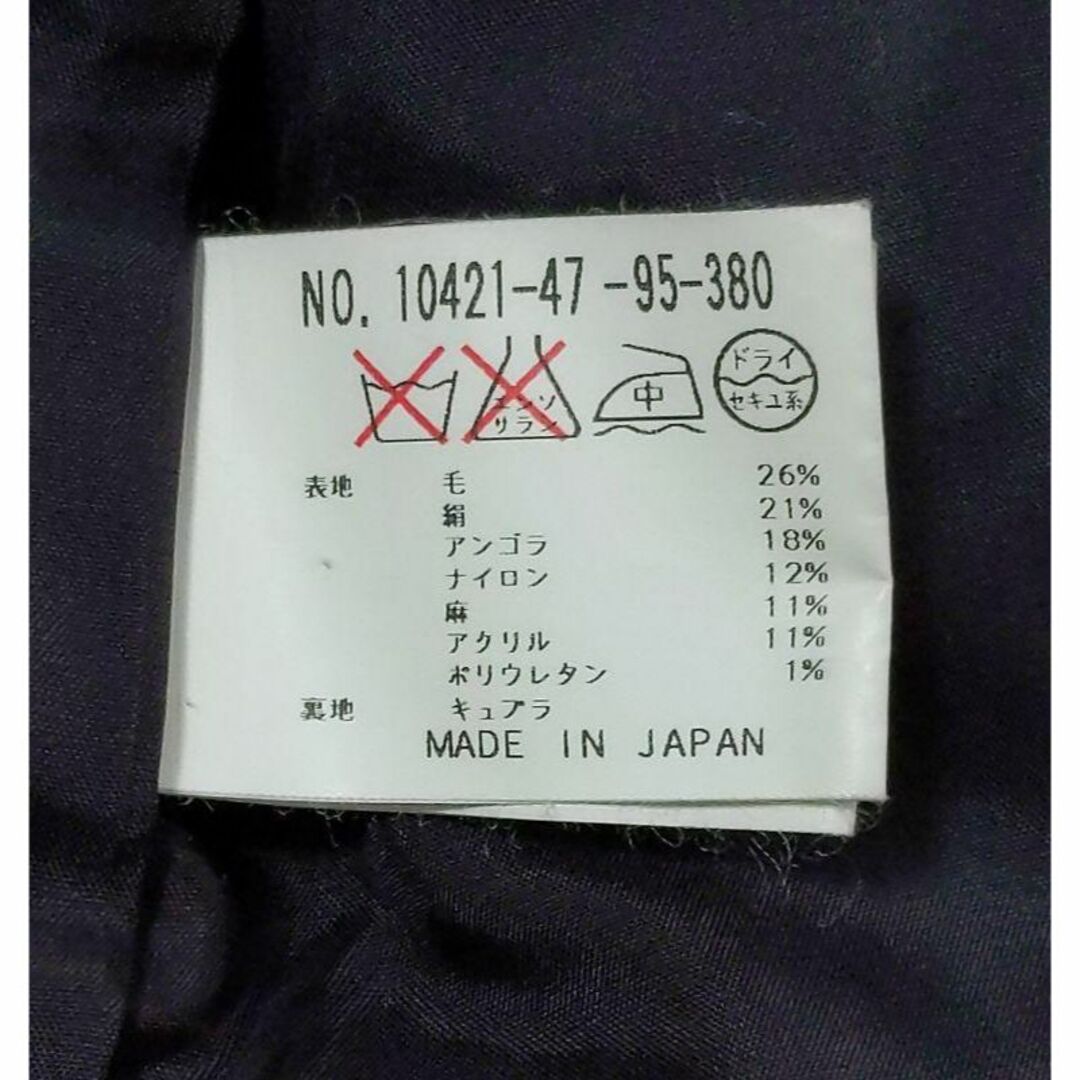 NO. 10421-47-95-380
エンソ
サラシ
中
ドライ
セキユ系
表地 毛 26%
絹 21%
アンゴラ 18%
ナイロン 12%
麻 11%
アクリル 11%
ポリウレタン 1%
裏地 キュプラ
MADE IN JAPAN